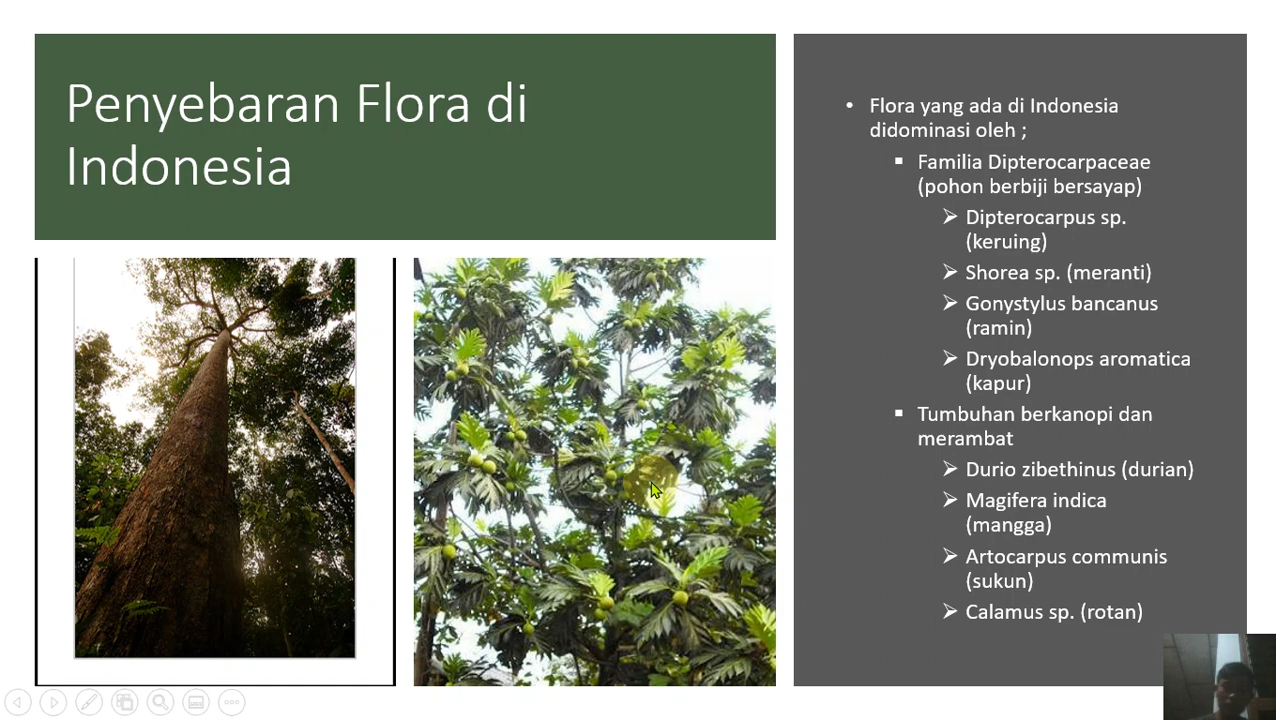 Penyebaran Flora di
Indonesia
• Flora yang ada di Indonesia
didominasi oleh ;
▪ Familia Dipterocarpaceae
(pohon berbiji bersayap)
➢ Dipterocarpus sp.
(keruing)
➢ Shorea sp. (meranti)
➢ Gonystylus bancanus
(ramin)
➢ Dryobalonops aromatica
(kapur)
▪ Tumbuhan berkanopi dan
merambat
➢ Durio zibethinus (durian)
➢ Magifera indica
(mangga)
➢ Artocarpus communis
(sukun)
➢ Calamus sp. (rotan)